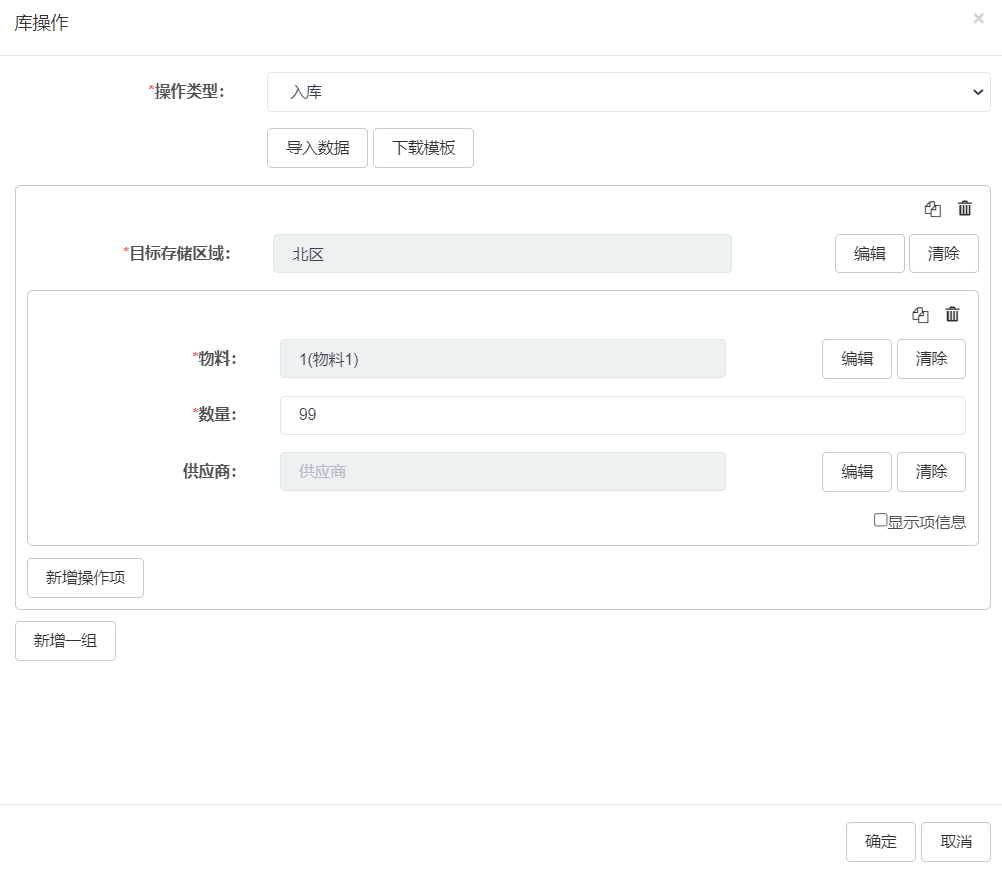 库操作
×
*操作类型：
入库
导入数据 下载模板
*目标存储区域： 北区 编辑 清除
*物料： 1(物料1) 编辑 清除
*数量： 99
供应商： 供应商 编辑 清除
显示项信息
新增操作项
新增一组
确定 取消